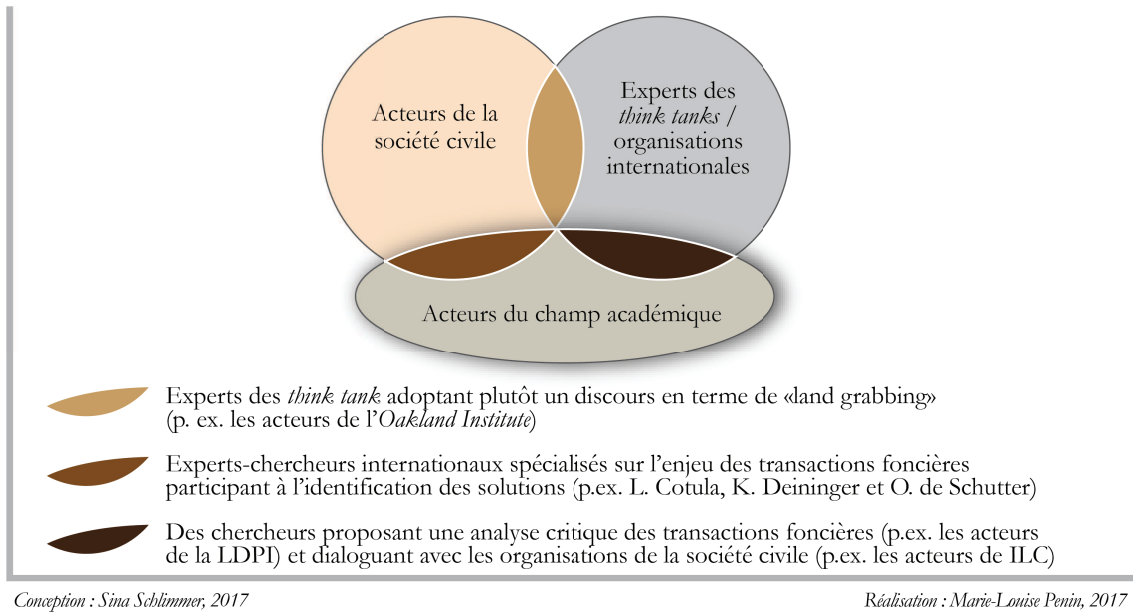 Acteurs de la
société civile
Experts des
think tanks /
organisations
internationales
Acteurs du champ académique
Experts des think tank adoptant plutôt un discours en terme de «land grabbing»
(p. ex. les acteurs de l’Oakland Institute)
Experts-chercheurs internationaux spécialisés sur l’enjeu des transactions foncières
participant à l’identification des solutions (p.ex. L. Cotula, K. Deininger et O. de Schutter)
Des chercheurs proposant une analyse critique des transactions foncières (p.ex. les acteurs
de la LDPI) et dialoguant avec les organisations de la société civile (p.ex. les acteurs de ILC)
Conception : Sina Schlimmer, 2017
Réalisation : Marie-Louise Penin, 2017